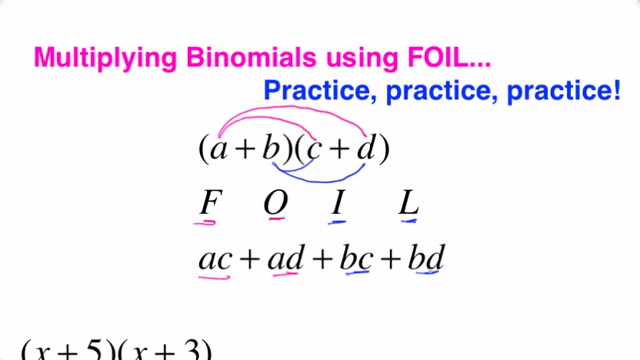 Multiplying Binomials using FOIL...
Practice, practice, practice!
(a + b)(c + d)
F O I L
ac + ad + bc + bd
(x + 5)(x + 3)